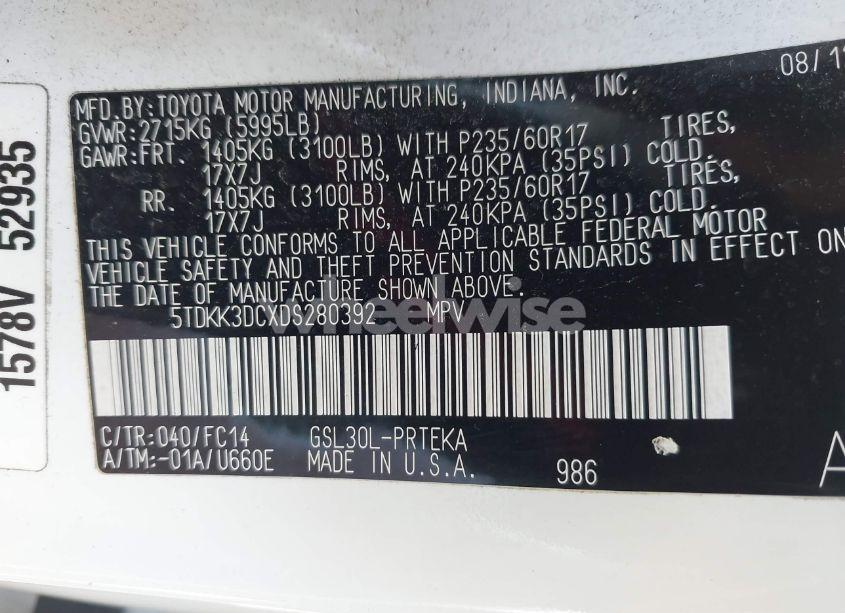 08/1
MFD.BY:TOYOTA MOTOR MANUFACTURING, INDIANA, INC.
GVWR:2715KG (5995LB)
GAWR:FRT. 1405KG (3100LB) WITH P235/60R17 TIRES,
17X7J RIMS, AT 240KPA (35PSI) COLD.
RR. 1405KG (3100LB) WITH P235/60R17 TIRES,
17X7J RIMS, AT 240KPA (35PSI) COLD.
THIS VEHICLE CONFORMS TO ALL APPLICABLE FEDERAL MOTOR
VEHICLE SAFETY AND THEFT PREVENTION STANDARDS IN EFFECT ON
THE DATE OF MANUFACTURE SHOWN ABOVE.
5TDKK3DCXDS280392 MPV
wheelwise
C/TR:040/FC14 GSL30L-PRTEKA
A/TM:-01A/U660E MADE IN U.S.A. 986
1578V 52935